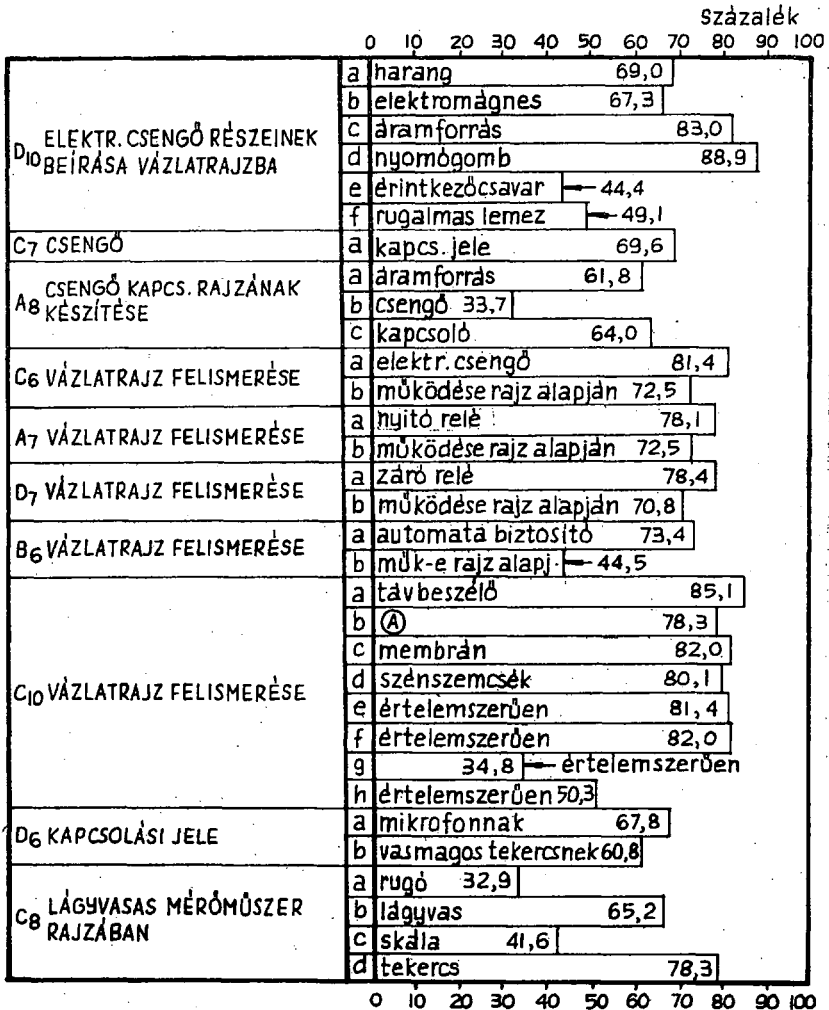 Százalék
0 10 20 30 40 50 60 70 80 90 100
D10 ELEKTR. CSENGŐ RÉSZEINEK
BEÍRÁSA VÁZLATRAJZBA
a harang 69,0
b elektromágnes 67,3
c áramforrás 83,0
d nyomógomb 88,9
e érintkezőcsavar 44,4
f rugalmas lemez 49,1
C7 CSENGŐ
a kapcs. jele 69,6
A8 CSENGŐ KAPCS. RAJZÁNAK
KÉSZÍTÉSE
a áramforrás 61,8
b csengő 33,7
c kapcsoló 64,0
C6 VÁZLATRAJZ FELISMERÉSE
a elektr. csengő 81,4
b működése rajz alapján 72,5
A7 VÁZLATRAJZ FELISMERÉSE
a nyitó relé 78,1
b működése rajz alapján 72,5
D7 VÁZLATRAJZ FELISMERÉSE
a záró relé 78,4
b működése rajz alapján 70,8
B6 VÁZLATRAJZ FELISMERÉSE
a automata biztosító 73,4
b műk-e rajz alapj. 44,5
C10 VÁZLATRAJZ FELISMERÉSE
a távbeszélő 85,1
b Ⓐ 78,3
c membrán 82,0
d szénszemcsék 80,1
e értelemszerűen 81,4
f értelemszerűen 82,0
g 34,8 értelemszerűen
h értelemszerűen 50,3
D6 KAPCSOLÁSI JELE
a mikrofonnak 67,8
b vasmagos tekercsnek 60,8
C8 LÁGYVASAS MÉRŐMŰSZER
RAJZÁBAN
a rugó 32,9
b lágyvas 65,2
c skála 41,6
d tekercs 78,3
0 10 20 30 40 50 60 70 80 90 100